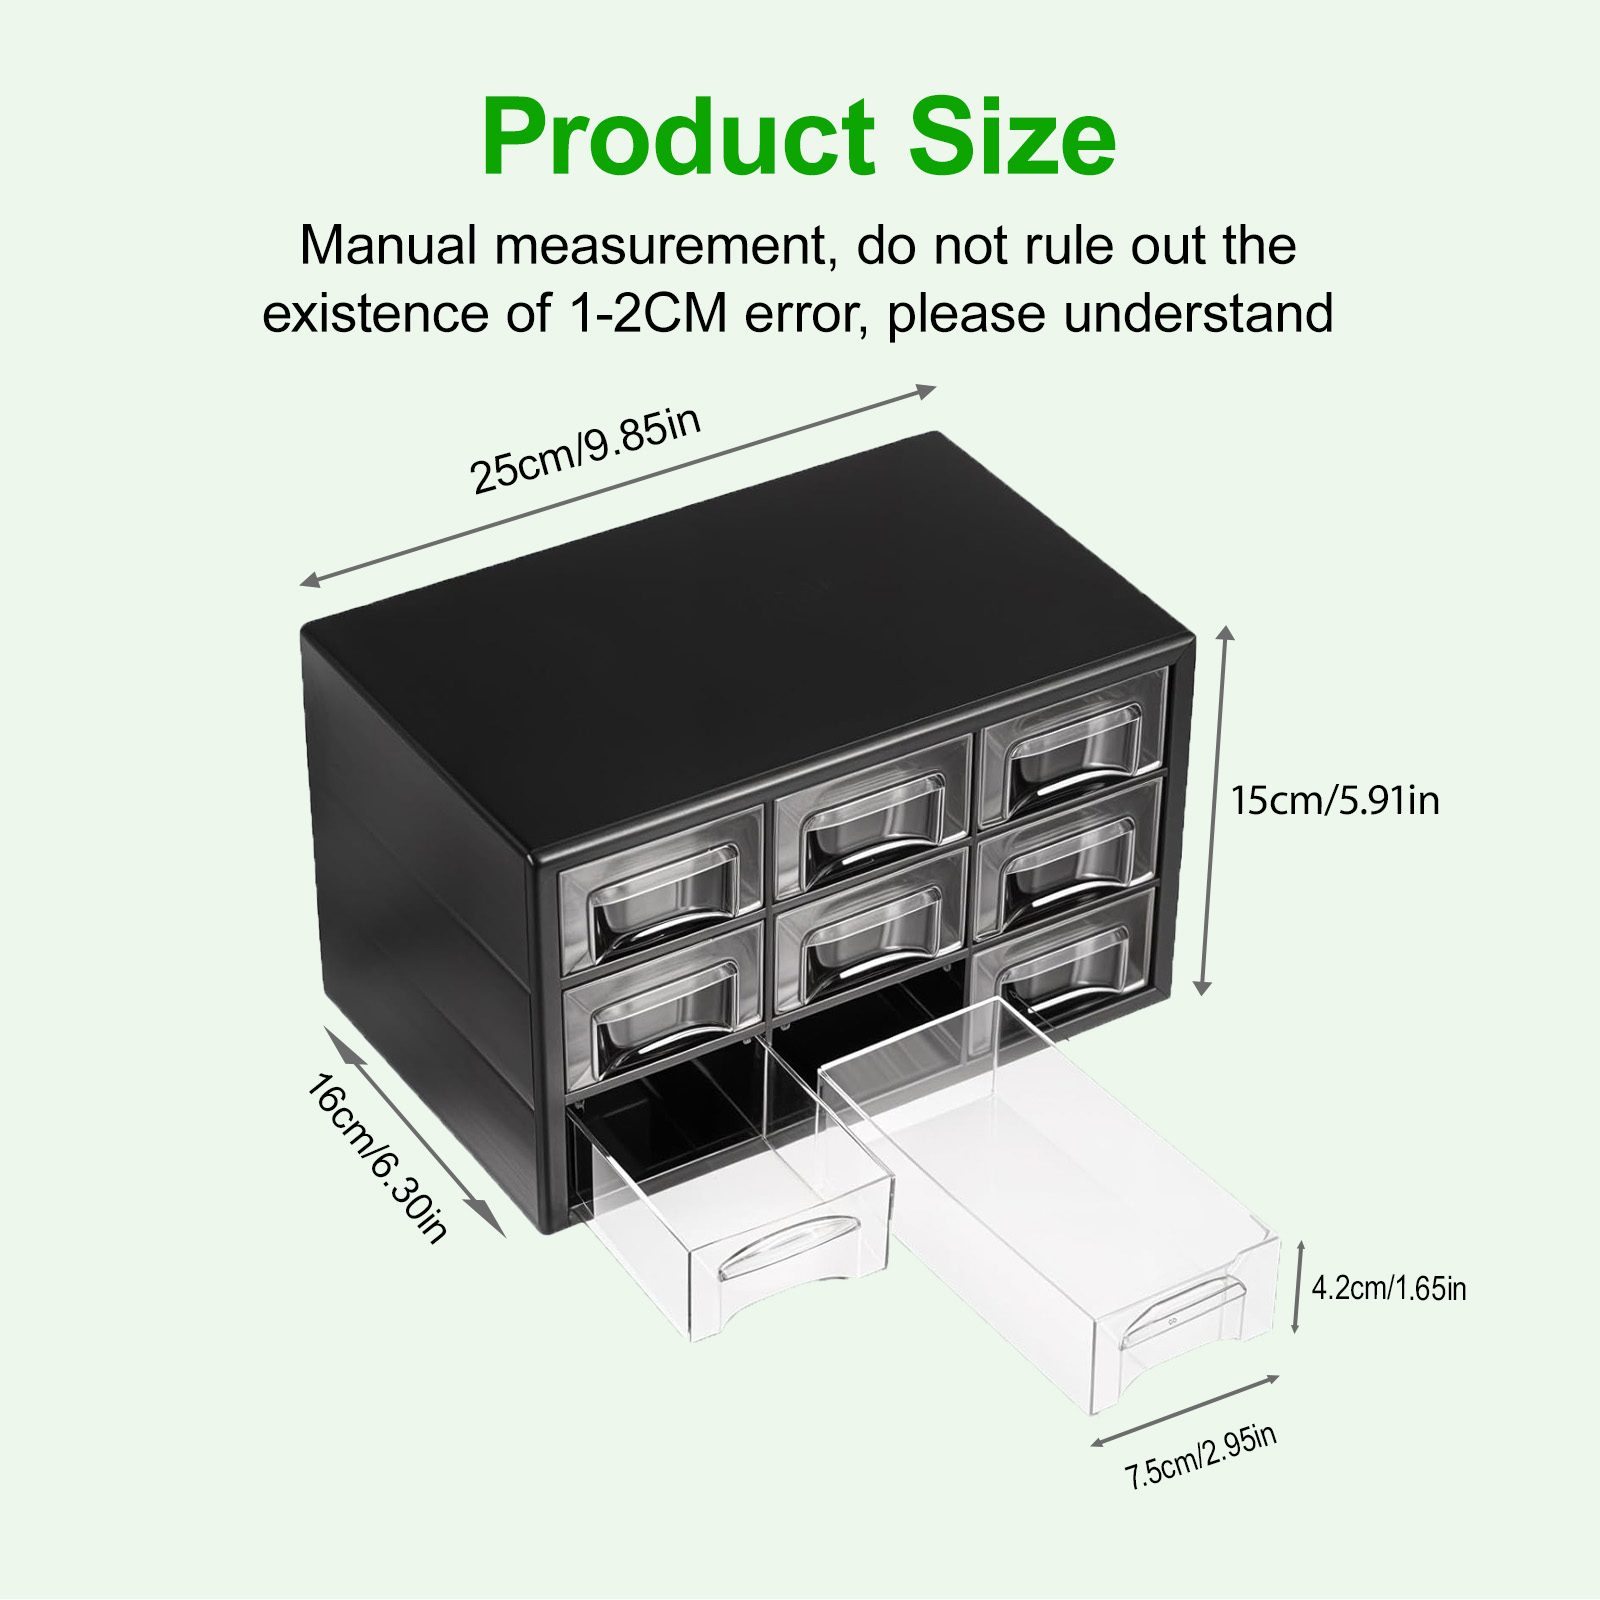 Product Size
Manual measurement, do not rule out the
existence of 1-2CM error, please understand
25cm/9.85in
15cm/5.91in
16cm/6.30in
4.2cm/1.65in
7.5cm/2.95in